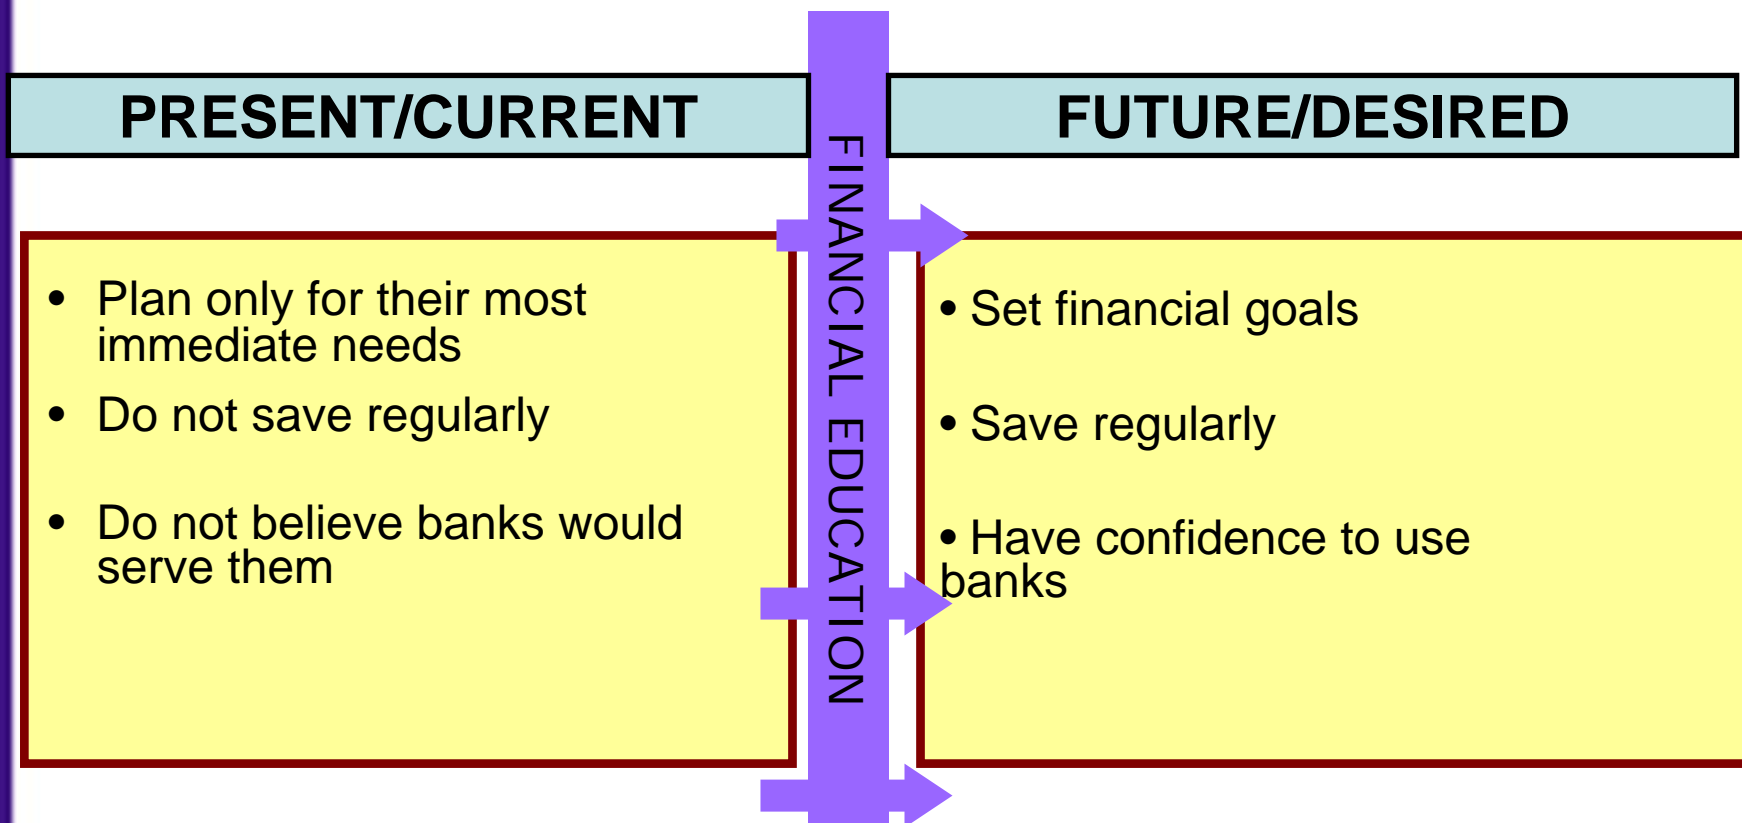 PRESENT/CURRENT
FUTURE/DESIRED
FINANCIAL EDUCATION
• Plan only for their most
immediate needs
• Do not save regularly
• Do not believe banks would
serve them
• Set financial goals
• Save regularly
• Have confidence to use
banks